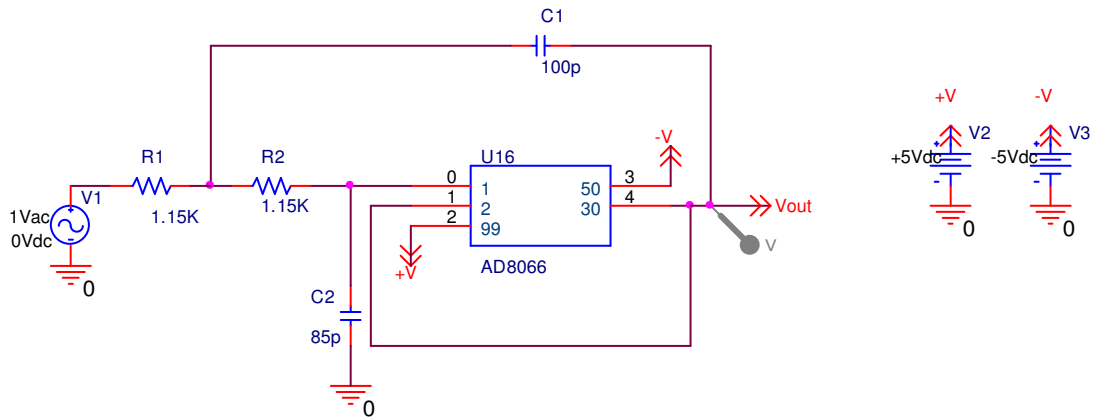 C1
100p
+V
-V
V2
V3
+5Vdc
-5Vdc
-V
R1
R2
U16
0
1
50
3
V1
1.15K
1.15K
1
2
30
4
Vout
1Vac
0Vdc
2
99
V
0
0
0
+V
AD8066
C2
85p
0